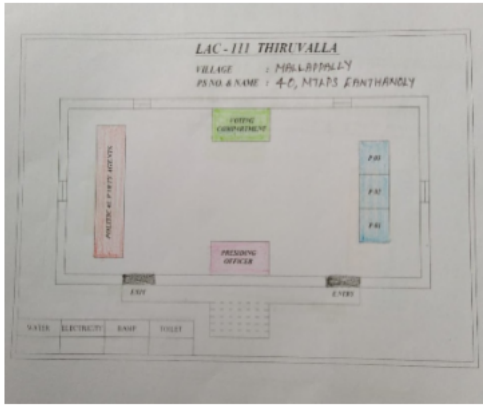 LAC - 111 THIRUVALLA
VILLAGE : MALLAPPALLY
PS NO. & NAME : 40, MTLPS KANTHANOLY
VOTING COMPARTMENT
POLITICAL PARTY AGENTS
PRESIDING OFFICER
EXIT
ENTRY
WATER ELECTRICITY RAMP TOILET